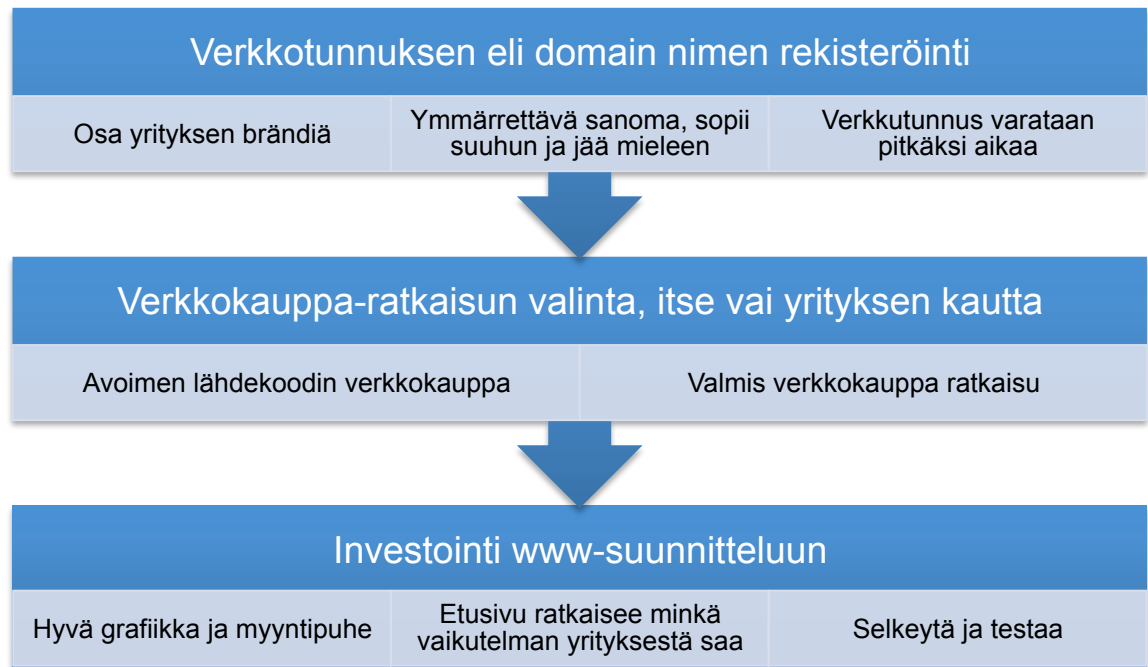 Verkkotunnuksen eli domain nimen rekisteröinti
Osa yrityksen brändiä
Ymmärrettävä sanoma, sopii
suuhun ja jää mieleen
Verkkutunnus varataan
pitkäksi aikaa
Verkkokauppa-ratkaisun valinta, itse vai yrityksen kautta
Avoimen lähdekoodin verkkokauppa
Valmis verkkokauppa ratkaisu
Investointi www-suunnitteluun
Hyvä grafiikka ja myyntipuhe
Etusivu ratkaisee minkä
vaikutelman yrityksestä saa
Selkeytä ja testaa